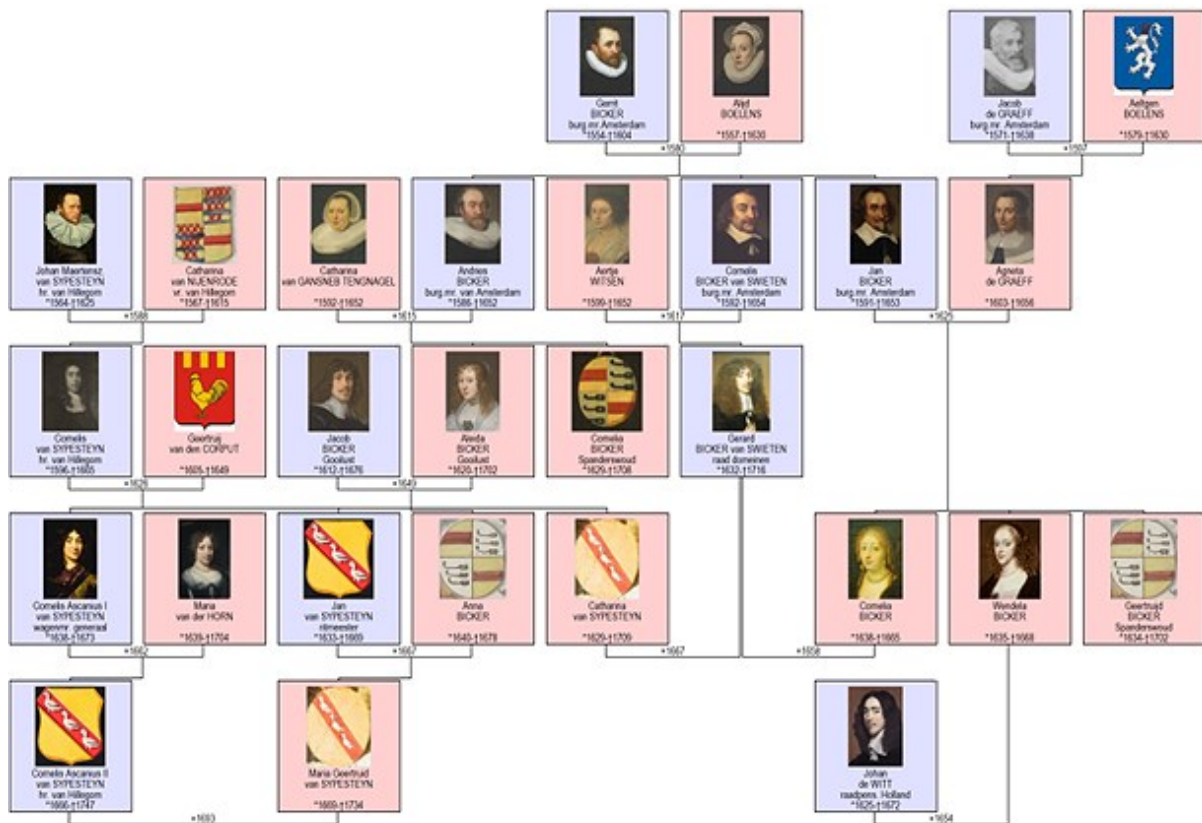 Gerrit
BICKER
burg.mr.Amsterdam
*1554-†1604
Alijd
BOELENS
*1557-†1630
Jacob
de GRAEFF
burg.mr. Amsterdam
*1571-†1638
Aeltgen
BOELENS
*1579-†1630
×1580
Johan Maertensz
van SYPESTEYN
hr. van Hillegom
*1564-†1625
Catharina
van NIJENRODE
vr. van Hillegom
*1567-†1615
Catharina
van GANSNEB TENGNAGEL
*1592-†1652
Andries
BICKER
burg.mr. van Amsterdam
*1586-†1652
Aertje
WITSEN
*1599-†1652
Cornelis
BICKER van SWIETEN
burg.mr. Amsterdam
*1592-†1654
Jan
BICKER
burg.mr. Amsterdam
*1591-†1653
Agneta
de GRAEFF
*1603-†1656
×1588
×1615
×1617
×1625
Cornelis
van SYPESTEYN
hr. van Hillegom
Geertruij
van den CORPUT
*1605-†1649
Jacob
BICKER
Gooilust
*1612-†1676
Aleida
BICKER
Gooilust
*1620-†1702
Cornelia
BICKER
Spanderswoud
*1629-†1708
Gerard
BICKER van SWIETEN
raad domeinen
*1632-†1716
Cornelis Ascanius I
van SYPESTEYN
wagenmr. generaal
*1638-†1673
Maria
van der HORN
*1639-†1704
Jan
van SYPESTEYN
ritmeester
*1633-†1669
Anna
BICKER
*1640-†1678
Catharina
van SYPESTEYN
*1629-†1709
Cornelia
BICKER
*1638-†1665
Wendela
BICKER
*1635-†1668
Geertruijd
BICKER
Spanderswoud
*1634-†1702
×1662
×1667
×1667
×1658
Cornelis Ascanius II
van SYPESTEYN
hr. van Hillegom
*1666-†1747
Maria Geertruid
van SYPESTEYN
*1669-†1734
Johan
de WITT
raadpens. Holland
*1625-†1672
×1693
×1654